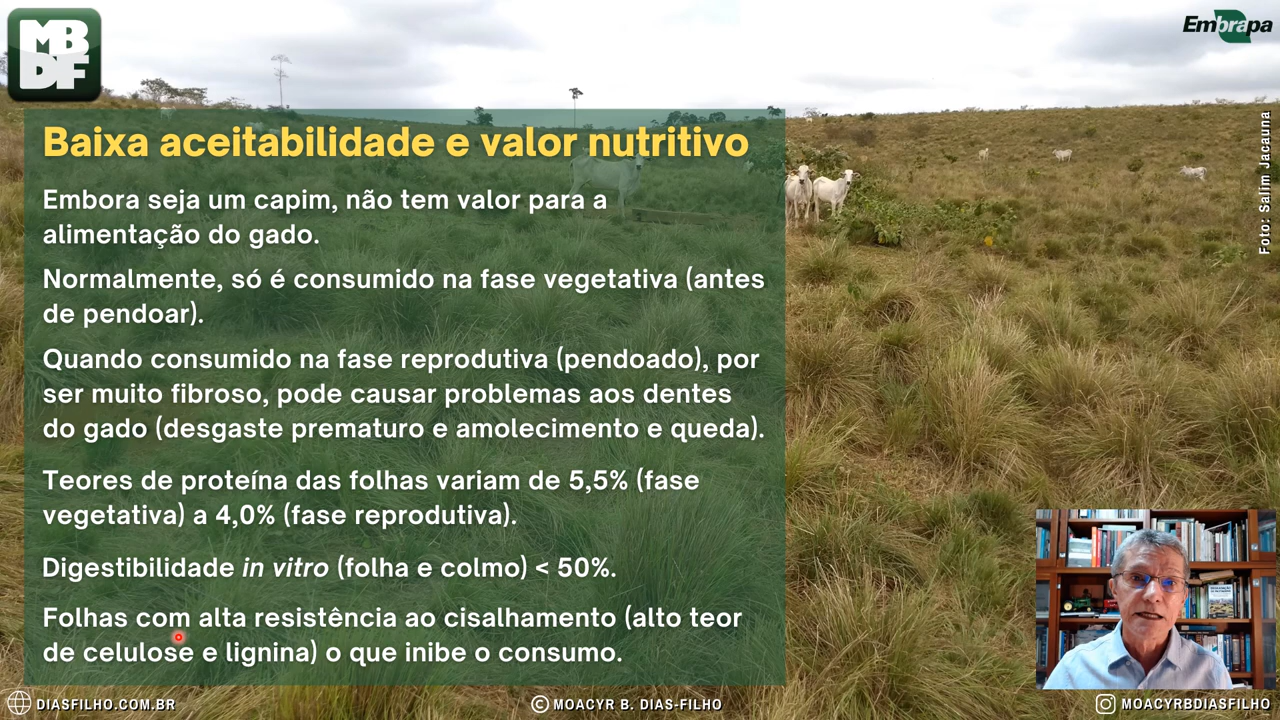 MB
DF
Embrapa
Baixa aceitabilidade e valor nutritivo
Embora seja um capim, não tem valor para a
alimentação do gado.
Normalmente, só é consumido na fase vegetativa (antes
de pendoar).
Quando consumido na fase reprodutiva (pendoado), por
ser muito fibroso, pode causar problemas aos dentes
do gado (desgaste prematuro e amolecimento e queda).
Teores de proteína das folhas variam de 5,5% (fase
vegetativa) a 4,0% (fase reprodutiva).
Digestibilidade in vitro (folha e colmo) < 50%.
Folhas com alta resistência ao cisalhamento (alto teor
de celulose e lignina) o que inibe o consumo.
Foto: Salim Jacauna
DIASFILHO.COM.BR
© MOACYR B. DIAS-FILHO
MOACYRBDIASFILHO